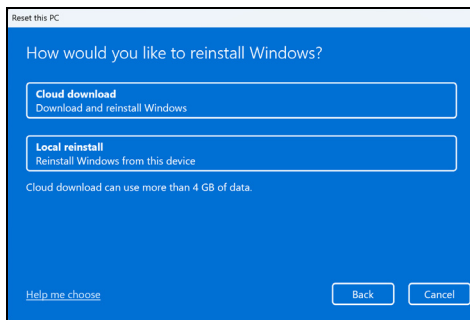 Reset this PC
How would you like to reinstall Windows?
Cloud download
Download and reinstall Windows
Local reinstall
Reinstall Windows from this device
Cloud download can use more than 4 GB of data.
Help me choose
Back
Cancel